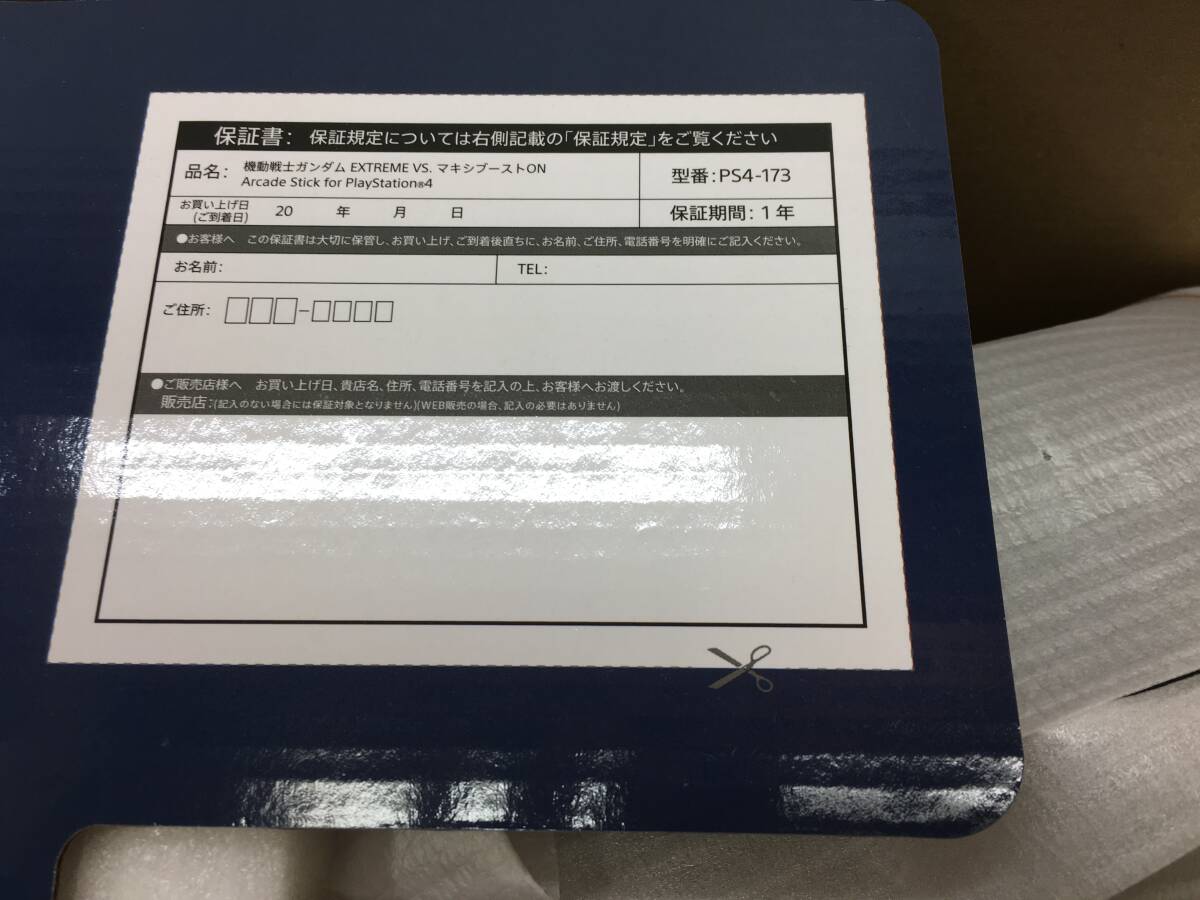 保証書： 保証規定については右側記載の「保証規定」をご覧ください
品名： 機動戦士ガンダム EXTREME VS. マキシブーストON
Arcade Stick for PlayStation®4
型番：PS4-173
お買い上げ日
(ご到着日)
20 年 月 日
保証期間：1年
●お客様へ この保証書は大切に保管し、お買い上げ、ご到着後直ちに、お名前、ご住所、電話番号を明確にご記入ください。
お名前： TEL：
ご住所： □□□−□□□□
●ご販売店様へ お買い上げ日、貴店名、住所、電話番号を記入の上、お客様へお渡しください。
販売店：(記入のない場合には保証対象となりません)(WEB販売の場合、記入の必要はありません)